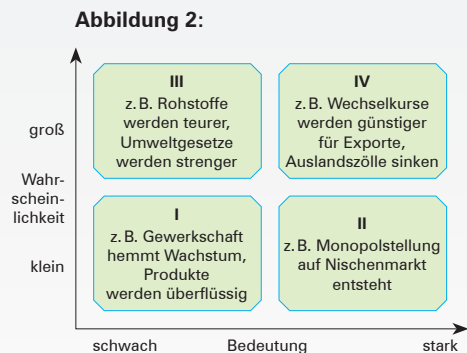 Abbildung 2:
III
z. B. Rohstoffe
werden teurer,
Umweltgesetze
werden strenger
IV
z. B. Wechselkurse
werden günstiger
für Exporte,
Auslandszölle sinken
groß
Wahr-
schein-
lichkeit
klein
I
z. B. Gewerkschaft
hemmt Wachstum,
Produkte
werden überflüssig
II
z. B. Monopolstellung
auf Nischenmarkt
entsteht
schwach
Bedeutung
stark